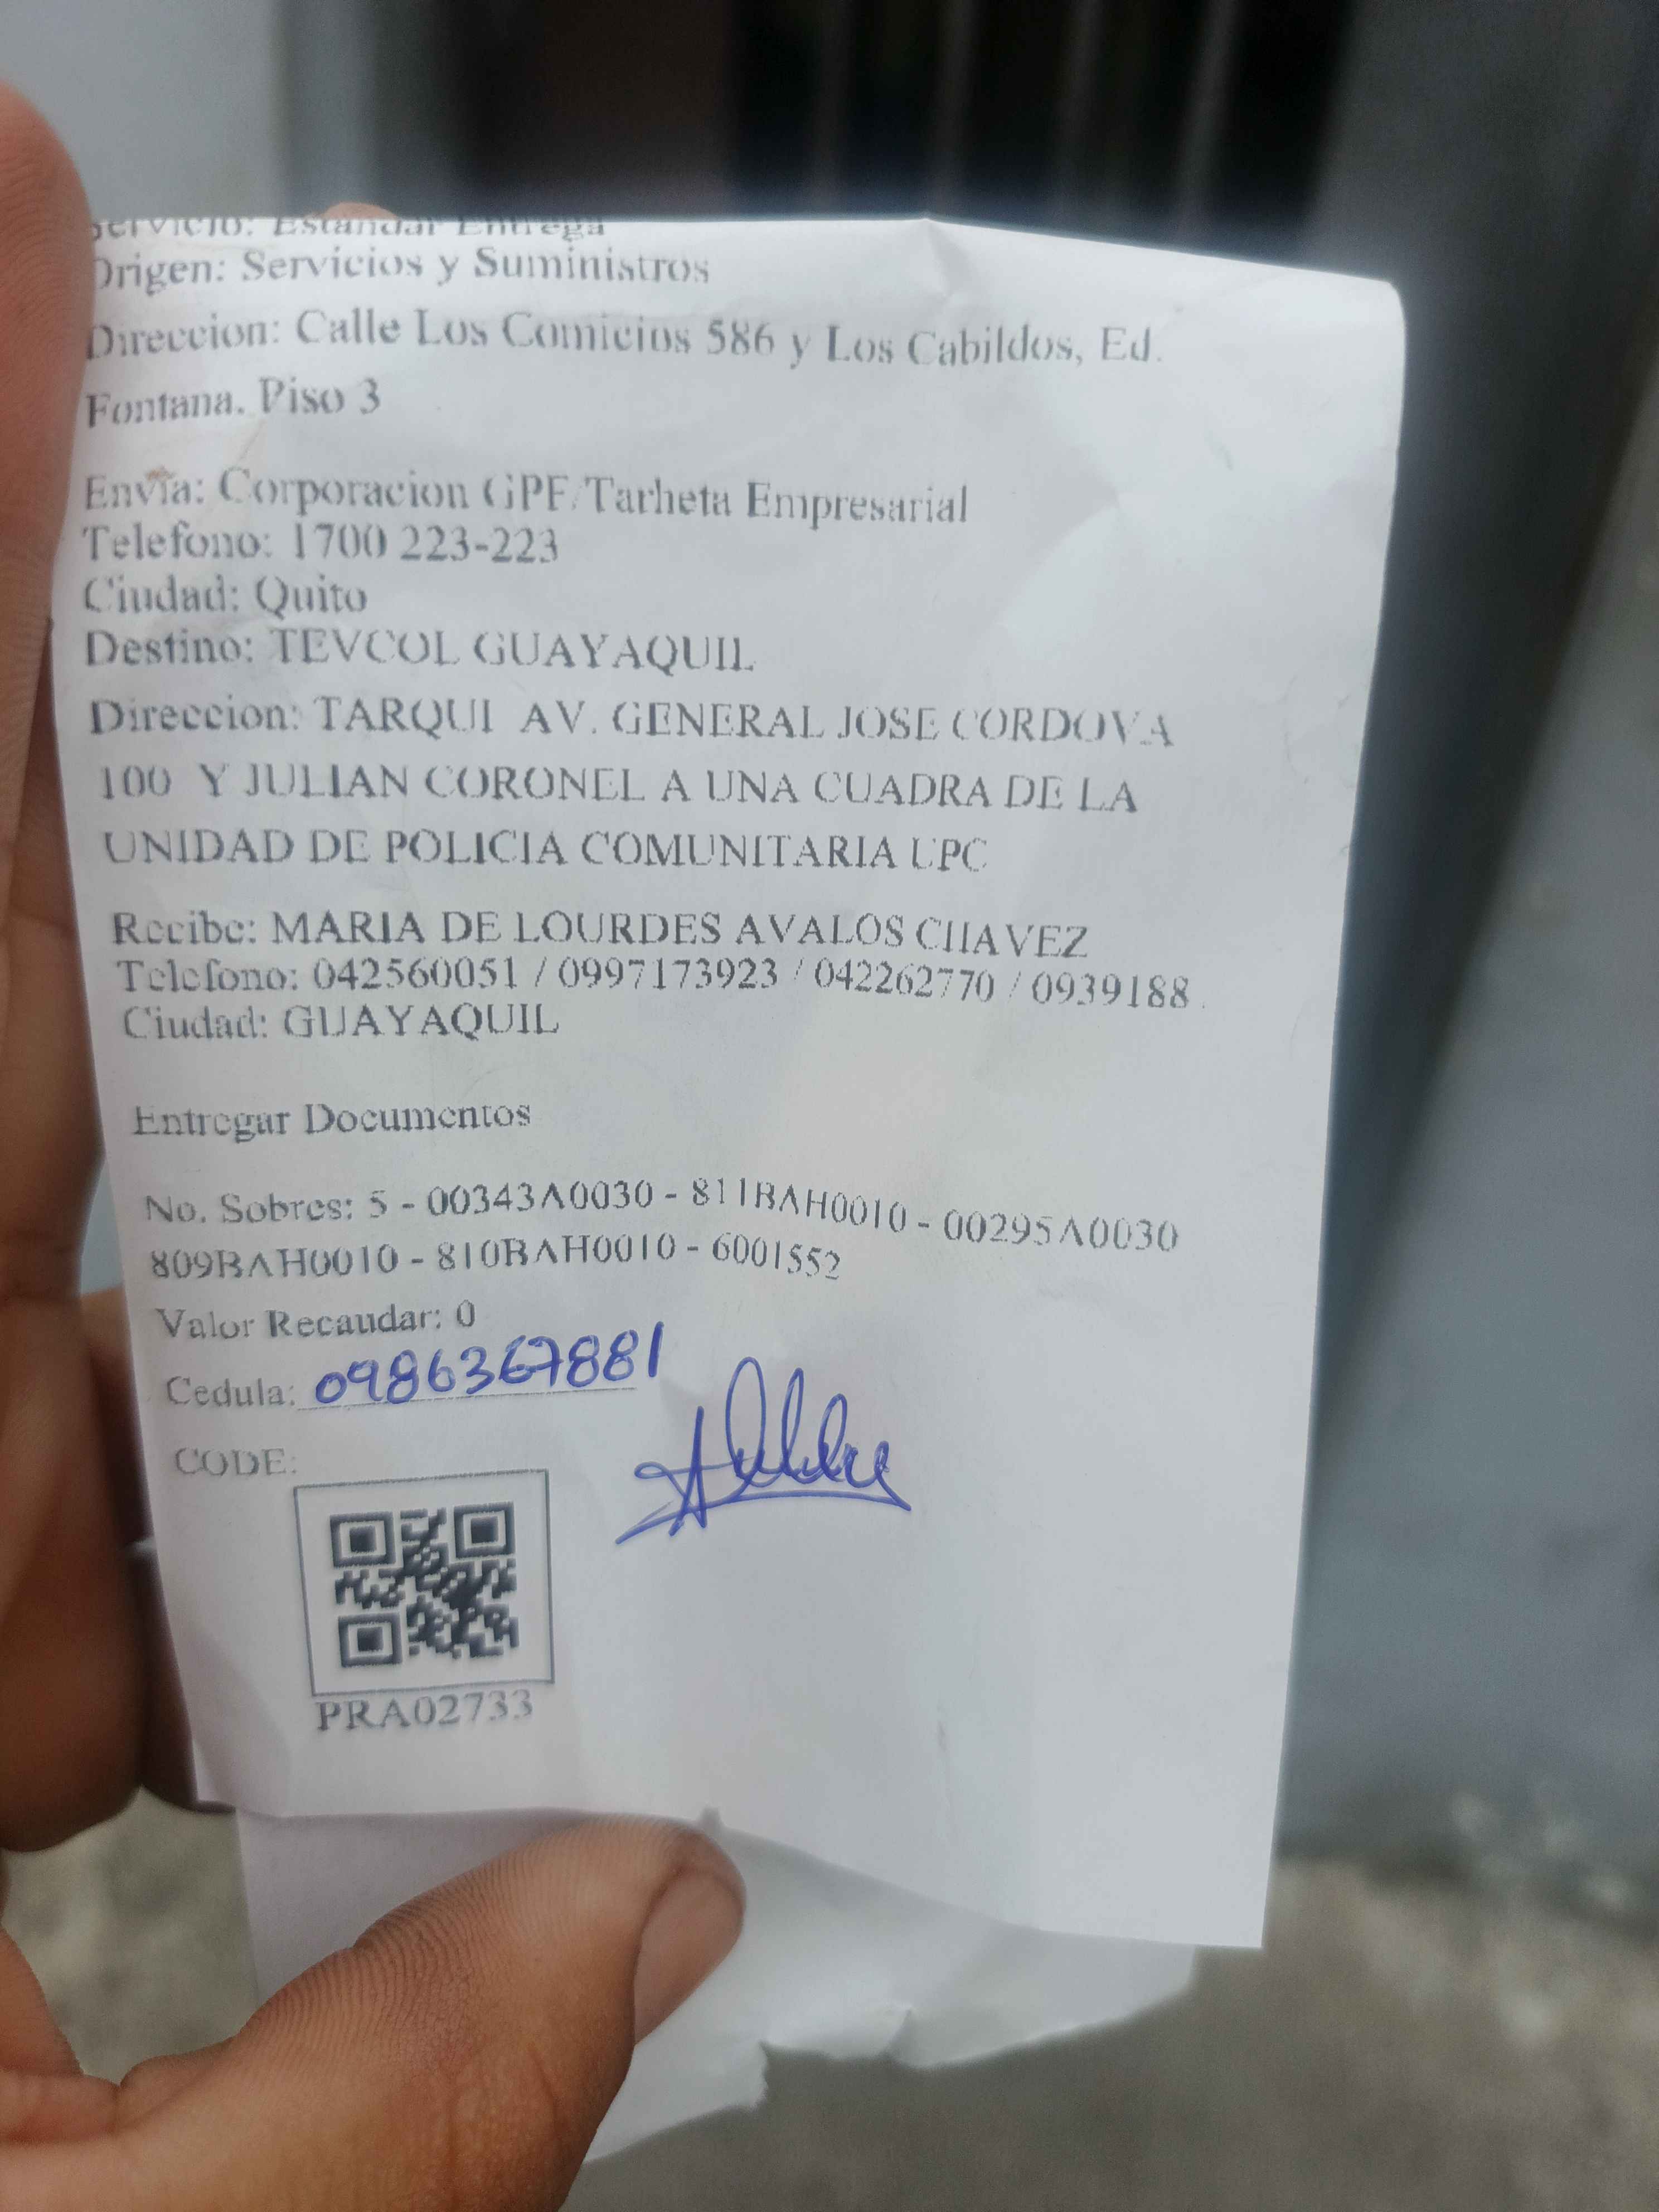 Servicio: Estandar Entrega
Origen: Servicios y Suministros
Direccion: Calle Los Comicios 586 y Los Cabildos, Ed.
Fontana. Piso 3
Envia: Corporacion GPF/Tarheta Empresarial
Telefono: 1700 223-223
Ciudad: Quito
Destino: TEVCOL GUAYAQUIL
Direccion: TARQUI AV. GENERAL JOSE CORDOVA
100 Y JULIAN CORONEL A UNA CUADRA DE LA
UNIDAD DE POLICIA COMUNITARIA UPC
Recibe: MARIA DE LOURDES AVALOS CHAVEZ
Telefono: 042560051 / 0997173923 / 042262770 / 0939188
Ciudad: GUAYAQUIL
Entregar Documentos
No. Sobres: 5 - 00343A0030 - 811BAH0010 - 00295A0030
809BAH0010 - 810BAH0010 - 6001552
Valor Recaudar: 0
Cedula: 0986367881
CODE:
PRA02733